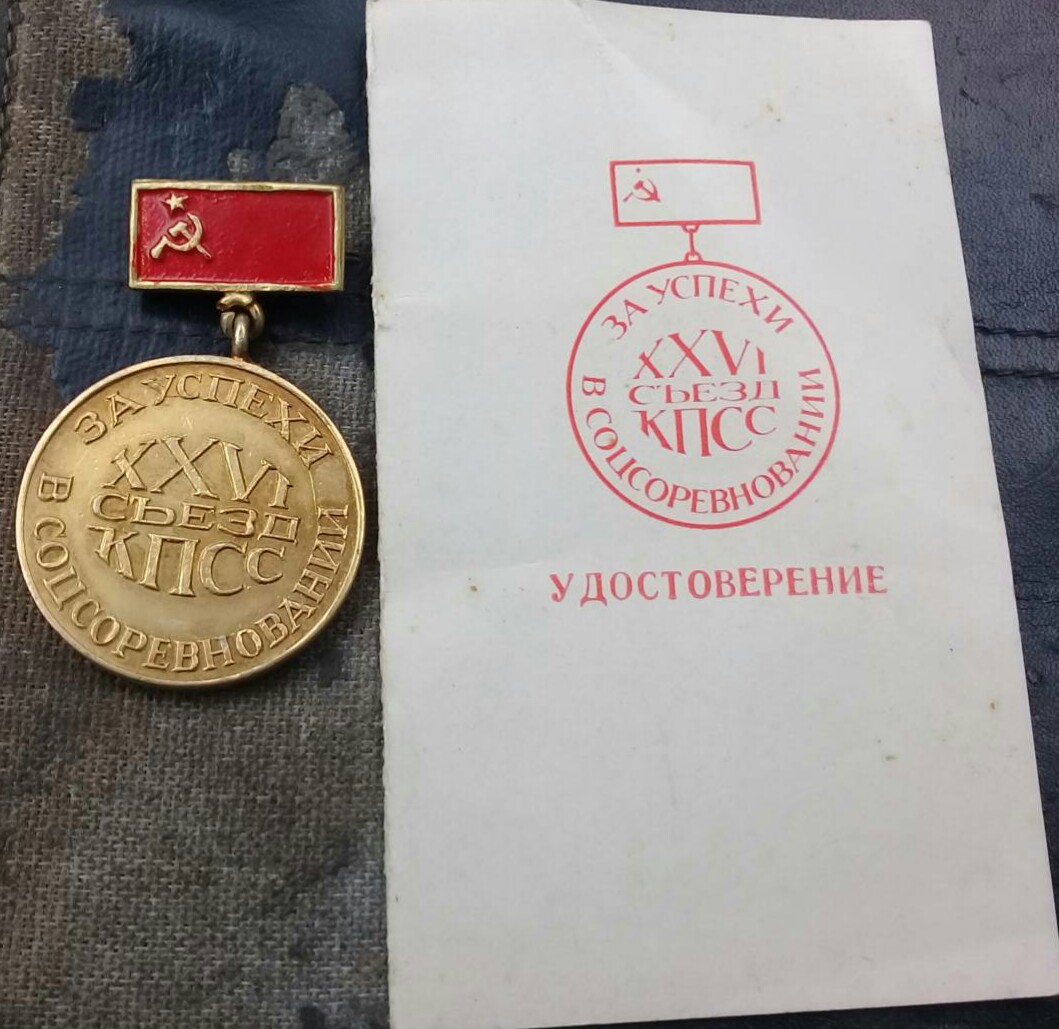 ЗА УСПЕХИ
XXVI
СЪЕЗД
КПСС
В СОЦСОРЕВНОВАНИИ
ЗА УСПЕХИ
XXVI
СЪЕЗД
КПСС
В СОЦСОРЕВНОВАНИИ
УДОСТОВЕРЕНИЕ